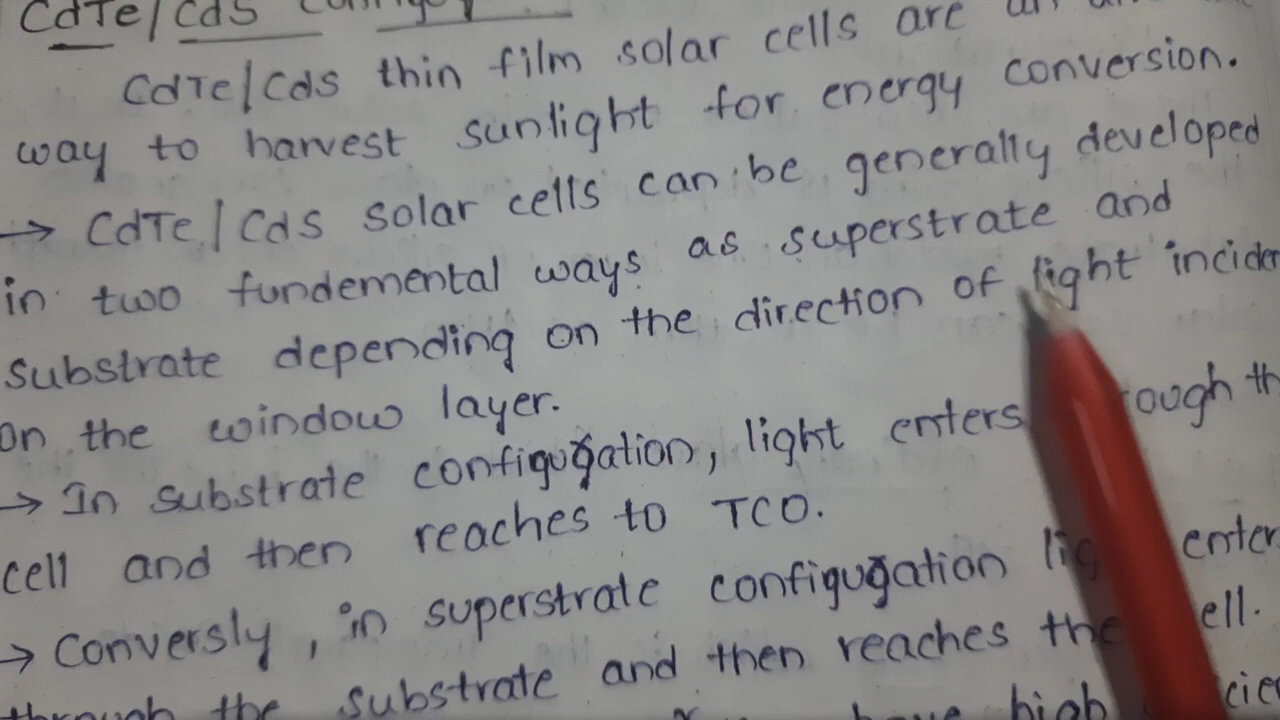 CdTe/Cds
CdTe/Cds thin film solar cells are an
way to harvest sunlight for energy conversion.
→ CdTe/Cds solar cells can be generally developed
in two fundemental ways as superstrate and
substrate depending on the direction of light
on the window layer.
→ In substrate configugation, light enters
cell and then reaches to TCO.
→ Conversly, in superstrate configugation
through the substrate and then reaches the
have high